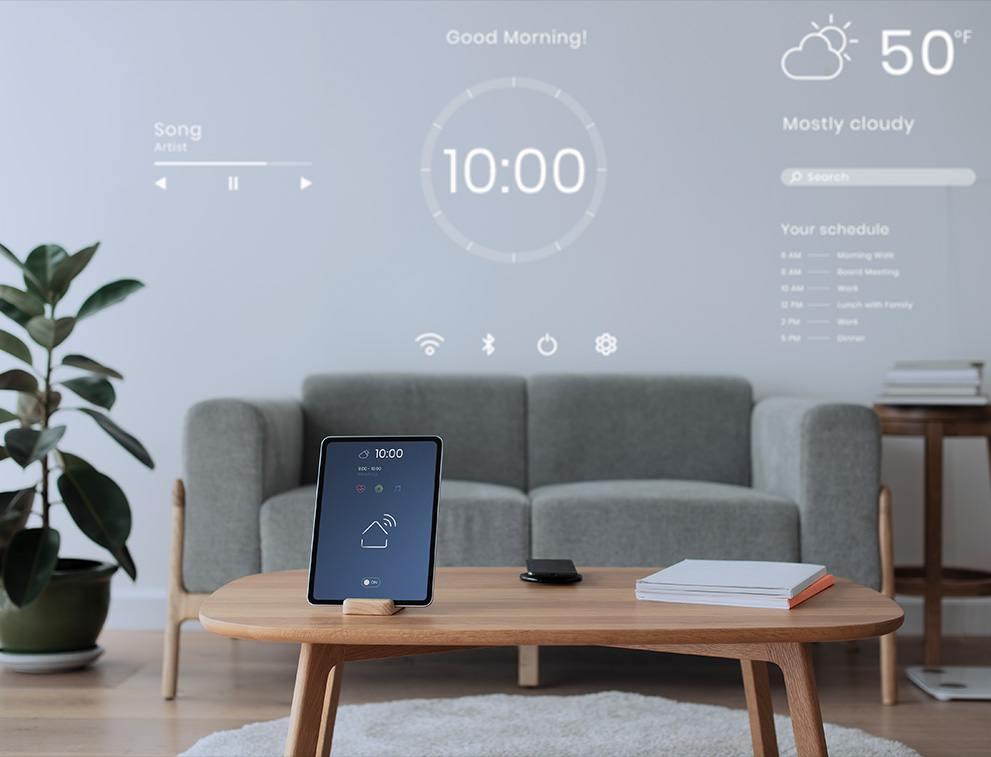 Good Morning!
50°F
Mostly cloudy
Song
Artist
10:00
Search
Your schedule
6 AM Morning Walk
8 AM Board Meeting
10 AM Work
12 PM Lunch with Family
2 PM Work
5 PM Dinner
10:00
9:00 - 10:00
ON